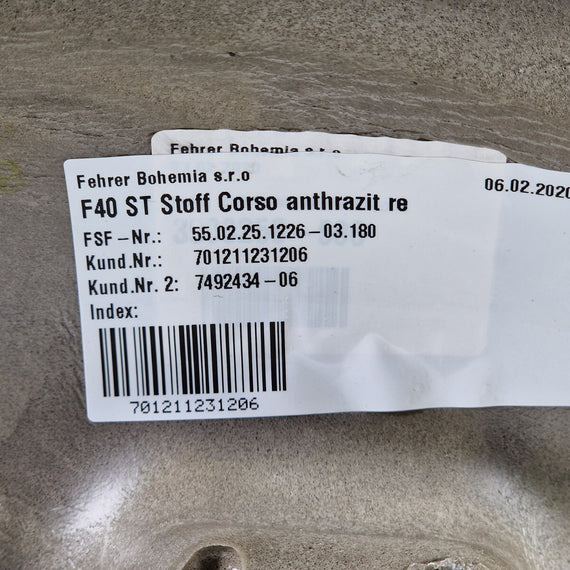 Fehrer Bohemia s.r.o
Fehrer Bohemia s.r.o
06.02.2020
F40 ST Stoff Corso anthrazit re
FSF-Nr.: 55.02.25.1226-03.180
Kund.Nr.: 701211231206
Kund.Nr. 2: 7492434-06
Index:
701211231206